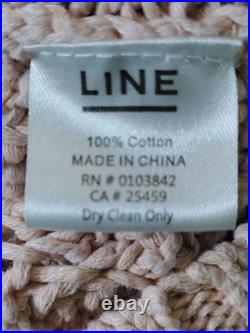 LINE
100% Cotton
MADE IN CHINA
RN # 0103842
CA # 25459
Dry Clean Only